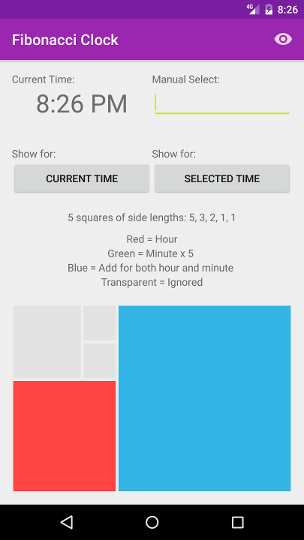 4G 8:26
Fibonacci Clock
Current Time:
8:26 PM
Manual Select:
Show for:
Show for:
CURRENT TIME
SELECTED TIME
5 squares of side lengths: 5, 3, 2, 1, 1
Red = Hour
Green = Minute x 5
Blue = Add for both hour and minute
Transparent = Ignored